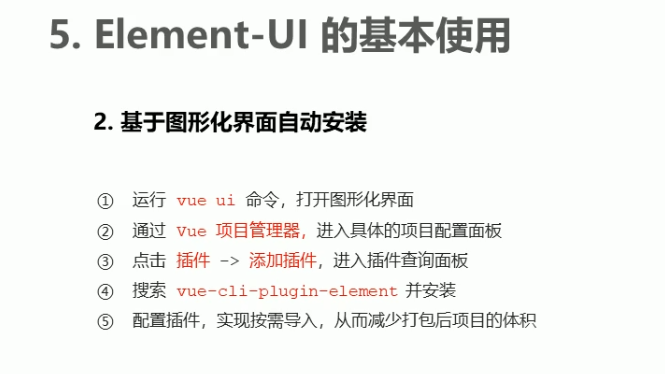 5. Element-UI 的基本使用
2. 基于图形化界面自动安装
① 运行 vue ui 命令，打开图形化界面
② 通过 Vue 项目管理器，进入具体的项目配置面板
③ 点击 插件 -> 添加插件，进入插件查询面板
④ 搜索 vue-cli-plugin-element 并安装
⑤ 配置插件，实现按需导入，从而减少打包后项目的体积